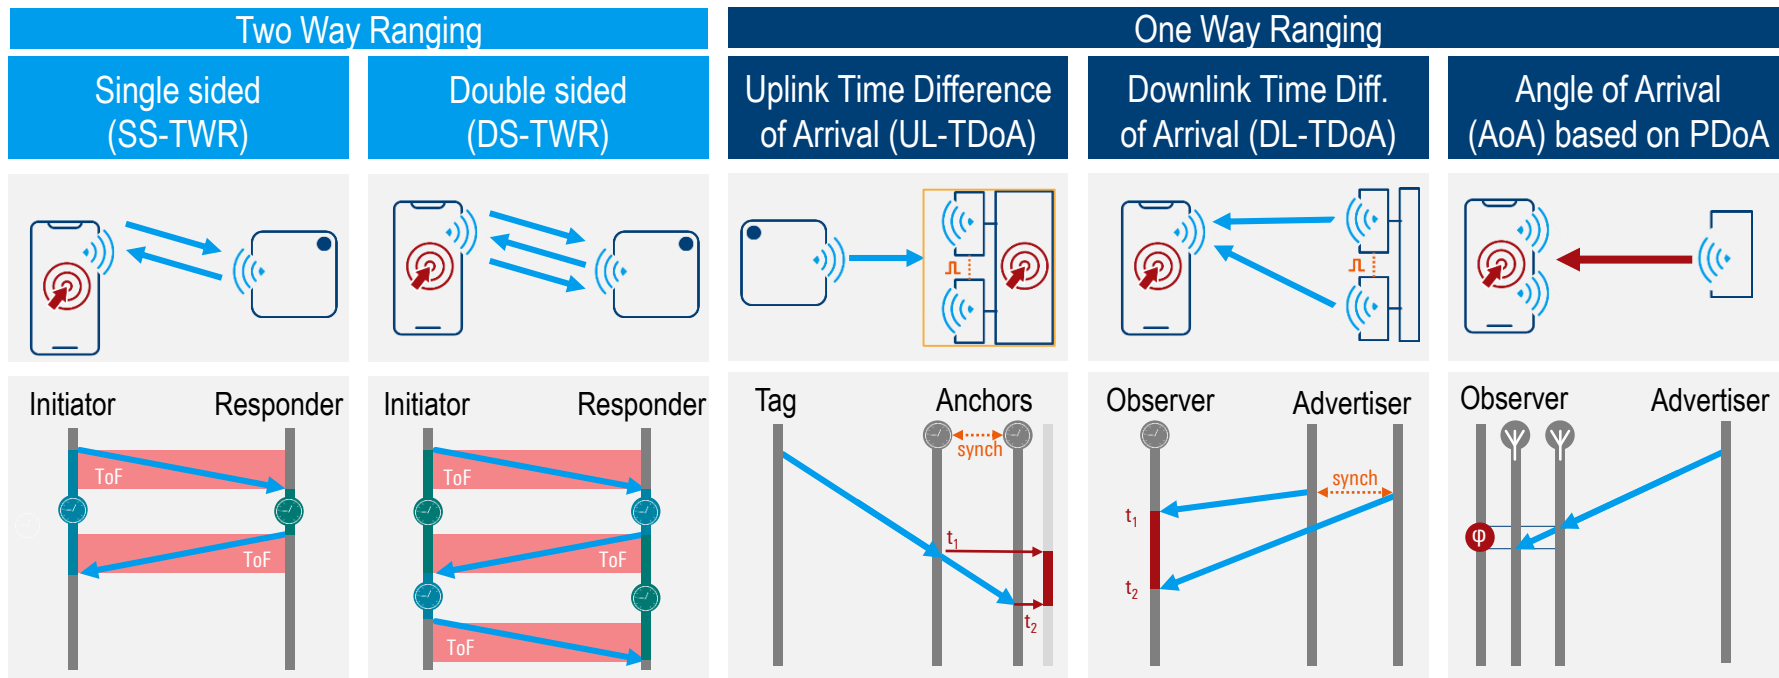 Two Way Ranging
One Way Ranging
Single sided
(SS-TWR)
Double sided
(DS-TWR)
Uplink Time Difference
of Arrival (UL-TDoA)
Downlink Time Diff.
of Arrival (DL-TDoA)
Angle of Arrival
(AoA) based on PDoA
Initiator
Responder
ToF
ToF
Initiator
Responder
ToF
ToF
ToF
Tag
Anchors
synch
t1
t2
Observer
Advertiser
synch
t1
t2
Observer
Advertiser
φ